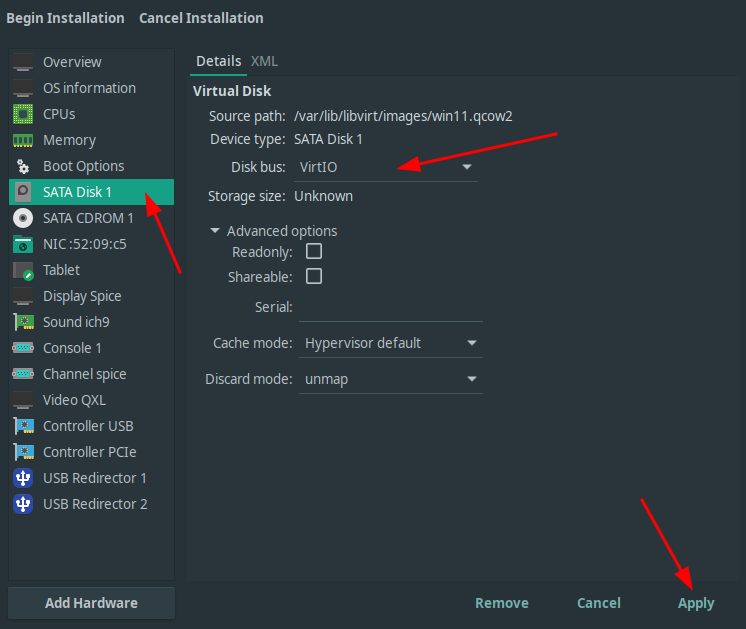 Begin Installation Cancel Installation
Overview
OS information
CPUs
Memory
Boot Options
SATA Disk 1
SATA CDROM 1
NIC :52:09:c5
Tablet
Display Spice
Sound ich9
Console 1
Channel spice
Video QXL
Controller USB
Controller PCIe
USB Redirector 1
USB Redirector 2
Add Hardware
Details XML
Virtual Disk
Source path: /var/lib/libvirt/images/win11.qcow2
Device type: SATA Disk 1
Disk bus: VirtIO
Storage size: Unknown
Advanced options
Readonly:
Shareable:
Serial:
Cache mode: Hypervisor default
Discard mode: unmap
Remove Cancel Apply